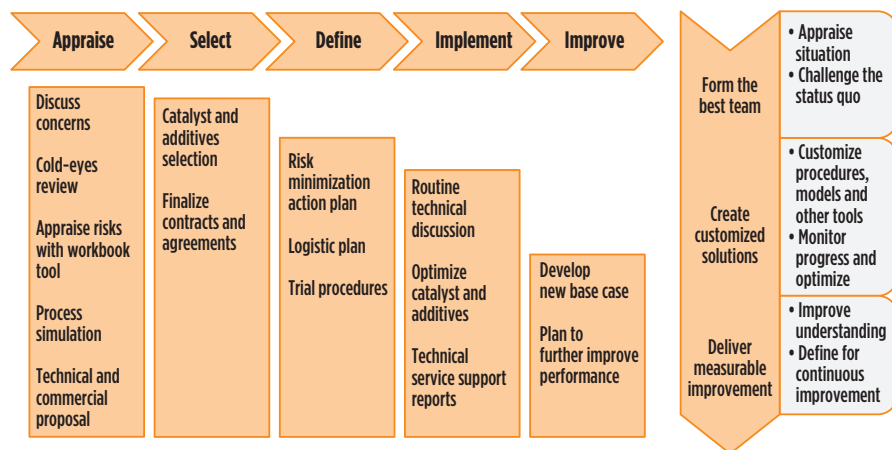 Appraise
Select
Define
Implement
Improve
Discuss
concerns
Cold-eyes
review
Appraise risks
with workbook
tool
Process
simulation
Technical and
commercial
proposal
Catalyst and
additives
selection
Finalize
contracts and
agreements
Risk
minimization
action plan
Logistic plan
Trial procedures
Routine
technical
discussion
Optimize
catalyst and
additives
Technical
service support
reports
Develop
new base case
Plan to
further improve
performance
Form the
best team
• Appraise
situation
• Challenge the
status quo
Create
customized
solutions
• Customize
procedures,
models and
other tools
• Monitor
progress and
optimize
Deliver
measurable
improvement
• Improve
understanding
• Define for
continuous
improvement